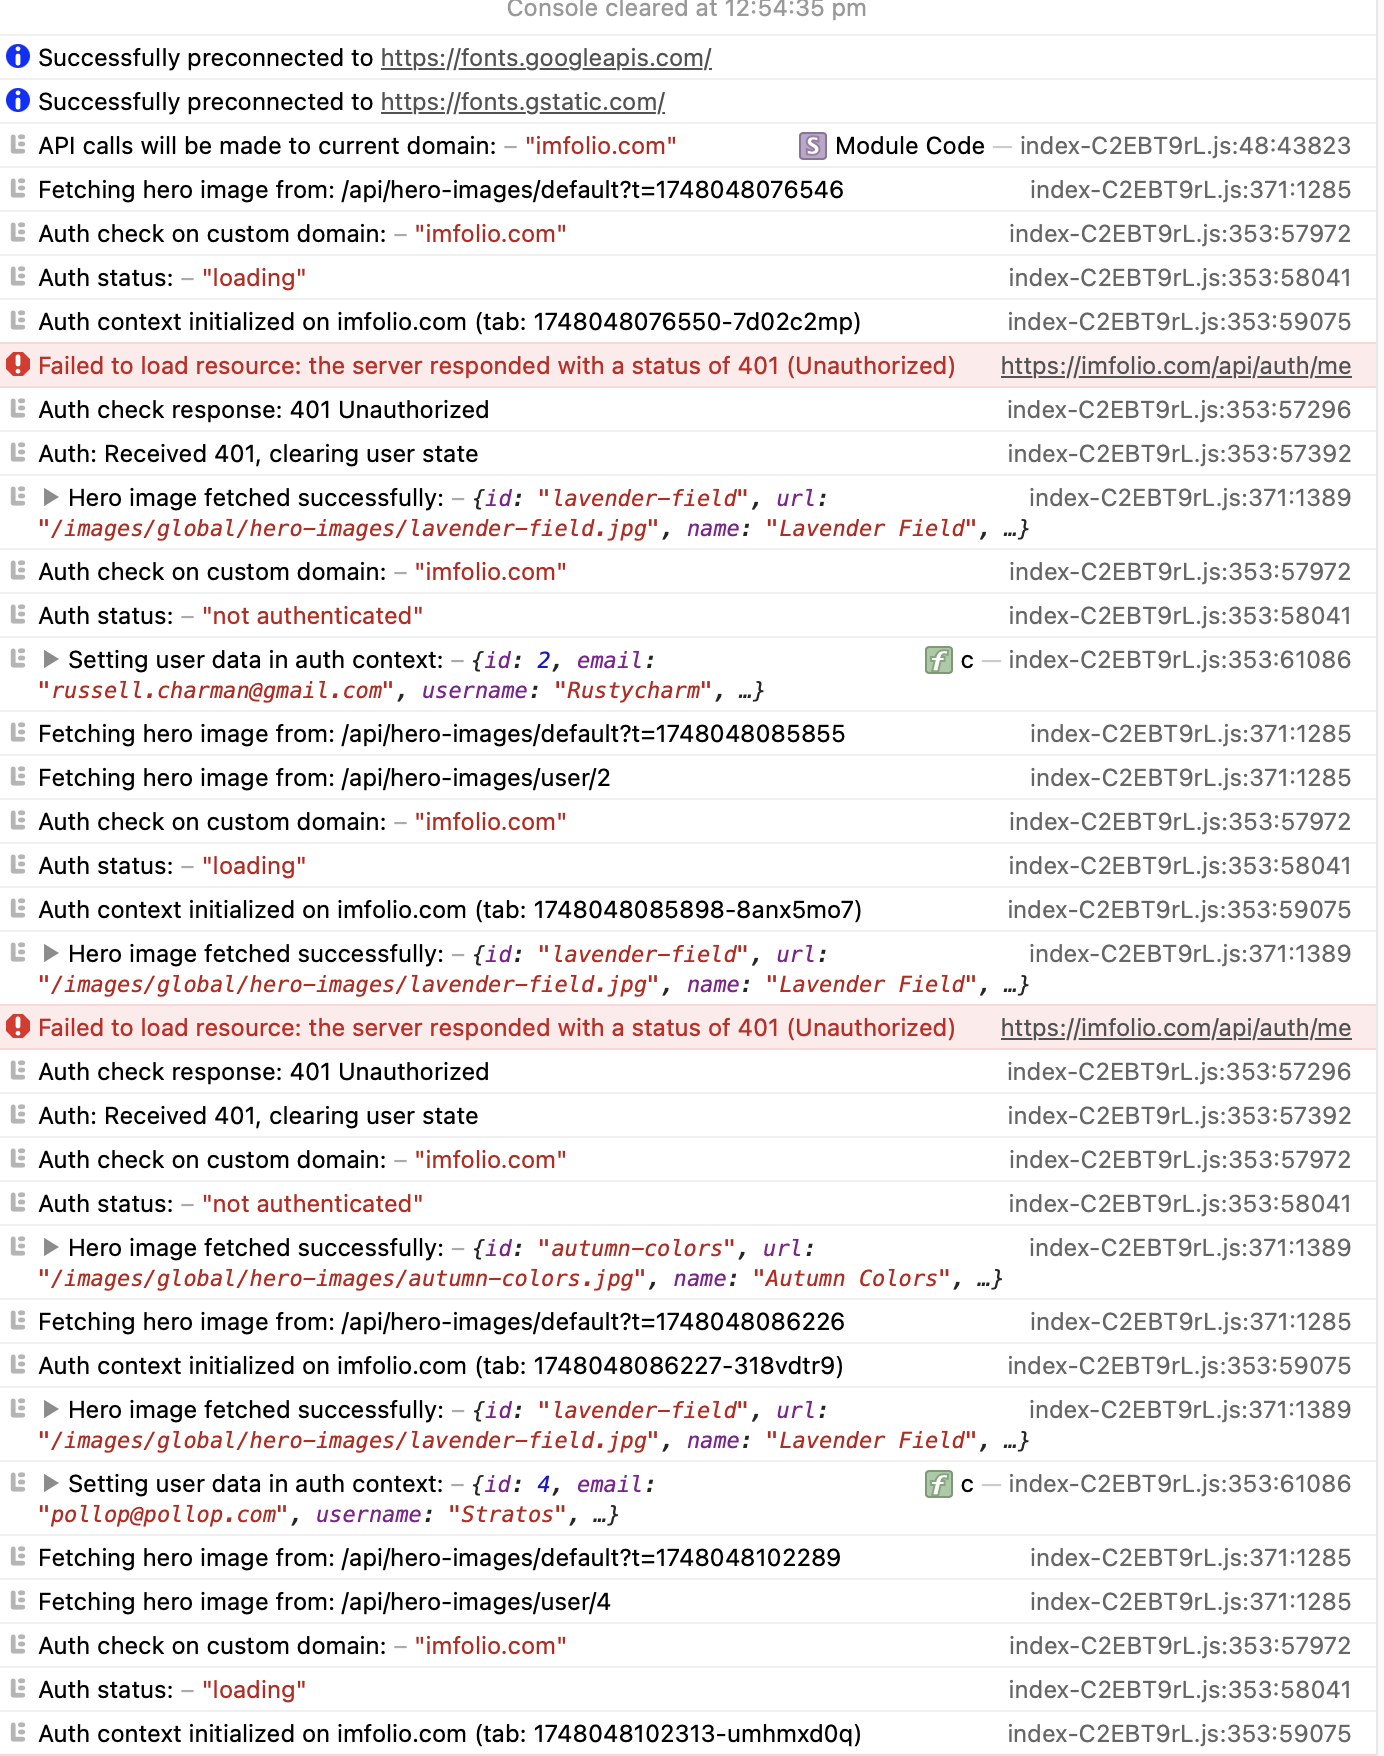 Console cleared at 12:54:35 pm
Successfully preconnected to https://fonts.googleapis.com/
Successfully preconnected to https://fonts.gstatic.com/
API calls will be made to current domain: – "imfolio.com" S Module Code — index-C2EBT9rL.js:48:43823
Fetching hero image from: /api/hero-images/default?t=1748048076546 index-C2EBT9rL.js:371:1285
Auth check on custom domain: – "imfolio.com" index-C2EBT9rL.js:353:57972
Auth status: – "loading" index-C2EBT9rL.js:353:58041
Auth context initialized on imfolio.com (tab: 1748048076550-7d02c2mp) index-C2EBT9rL.js:353:59075
Failed to load resource: the server responded with a status of 401 (Unauthorized) https://imfolio.com/api/auth/me
Auth check response: 401 Unauthorized index-C2EBT9rL.js:353:57296
Auth: Received 401, clearing user state index-C2EBT9rL.js:353:57392
Hero image fetched successfully: – {id: "lavender-field", url: index-C2EBT9rL.js:371:1389
"/images/global/hero-images/lavender-field.jpg", name: "Lavender Field", …}
Auth check on custom domain: – "imfolio.com" index-C2EBT9rL.js:353:57972
Auth status: – "not authenticated" index-C2EBT9rL.js:353:58041
Setting user data in auth context: – {id: 2, email: f c — index-C2EBT9rL.js:353:61086
"russell.charman@gmail.com", username: "Rustycharm", …}
Fetching hero image from: /api/hero-images/default?t=1748048085855 index-C2EBT9rL.js:371:1285
Fetching hero image from: /api/hero-images/user/2 index-C2EBT9rL.js:371:1285
Auth check on custom domain: – "imfolio.com" index-C2EBT9rL.js:353:57972
Auth status: – "loading" index-C2EBT9rL.js:353:58041
Auth context initialized on imfolio.com (tab: 1748048085898-8anx5mo7) index-C2EBT9rL.js:353:59075
Hero image fetched successfully: – {id: "lavender-field", url: index-C2EBT9rL.js:371:1389
"/images/global/hero-images/lavender-field.jpg", name: "Lavender Field", …}
Failed to load resource: the server responded with a status of 401 (Unauthorized) https://imfolio.com/api/auth/me
Auth check response: 401 Unauthorized index-C2EBT9rL.js:353:57296
Auth: Received 401, clearing user state index-C2EBT9rL.js:353:57392
Auth check on custom domain: – "imfolio.com" index-C2EBT9rL.js:353:57972
Auth status: – "not authenticated" index-C2EBT9rL.js:353:58041
Hero image fetched successfully: – {id: "autumn-colors", url: index-C2EBT9rL.js:371:1389
"/images/global/hero-images/autumn-colors.jpg", name: "Autumn Colors", …}
Fetching hero image from: /api/hero-images/default?t=1748048086226 index-C2EBT9rL.js:371:1285
Auth context initialized on imfolio.com (tab: 1748048086227-318vdtr9) index-C2EBT9rL.js:353:59075
Hero image fetched successfully: – {id: "lavender-field", url: index-C2EBT9rL.js:371:1389
"/images/global/hero-images/lavender-field.jpg", name: "Lavender Field", …}
Setting user data in auth context: – {id: 4, email: f c — index-C2EBT9rL.js:353:61086
"pollop@pollop.com", username: "Stratos", …}
Fetching hero image from: /api/hero-images/default?t=1748048102289 index-C2EBT9rL.js:371:1285
Fetching hero image from: /api/hero-images/user/4 index-C2EBT9rL.js:371:1285
Auth check on custom domain: – "imfolio.com" index-C2EBT9rL.js:353:57972
Auth status: – "loading" index-C2EBT9rL.js:353:58041
Auth context initialized on imfolio.com (tab: 1748048102313-umhmxd0q) index-C2EBT9rL.js:353:59075